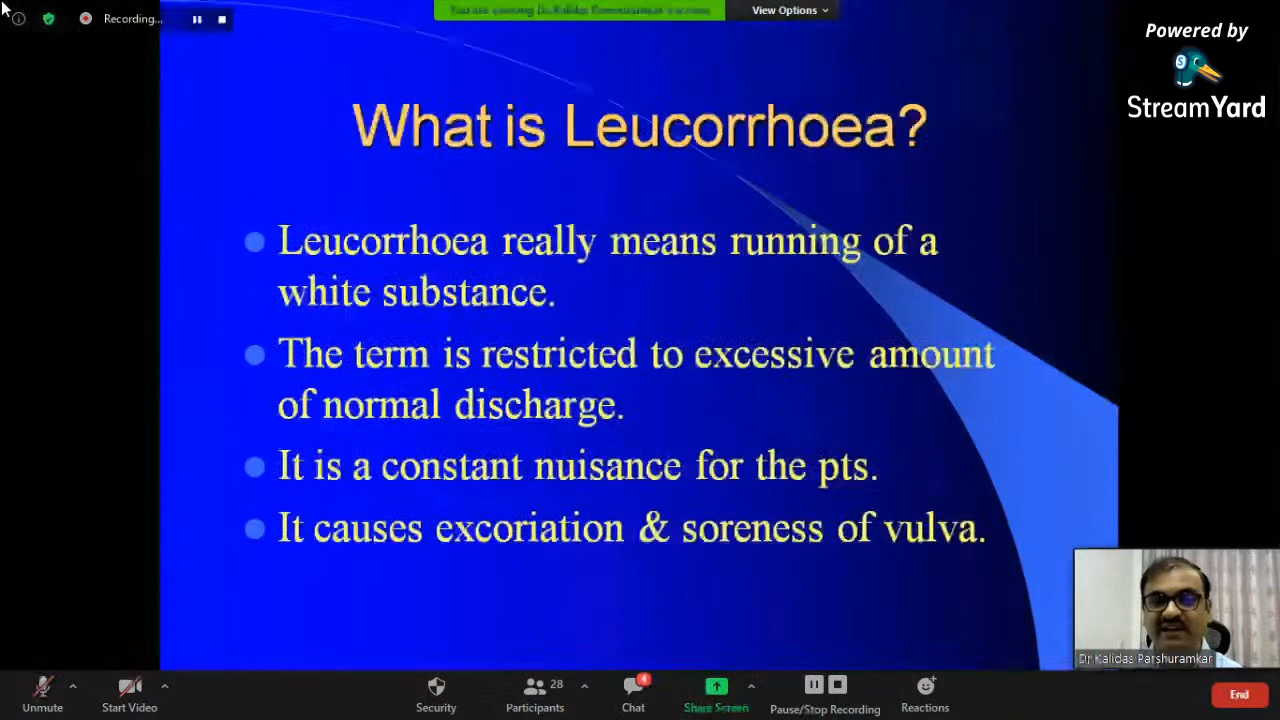 Recording...
View Options
Powered by
StreamYard
What is Leucorrhoea?
Leucorrhoea really means running of a
white substance.
The term is restricted to excessive amount
of normal discharge.
It is a constant nuisance for the pts.
It causes excoriation & soreness of vulva.
Dr Kalidas Parshuramkar
Unmute
Start Video
Security
28
Participants
4
Chat
Share Screen
Pause/Stop Recording
Reactions
End